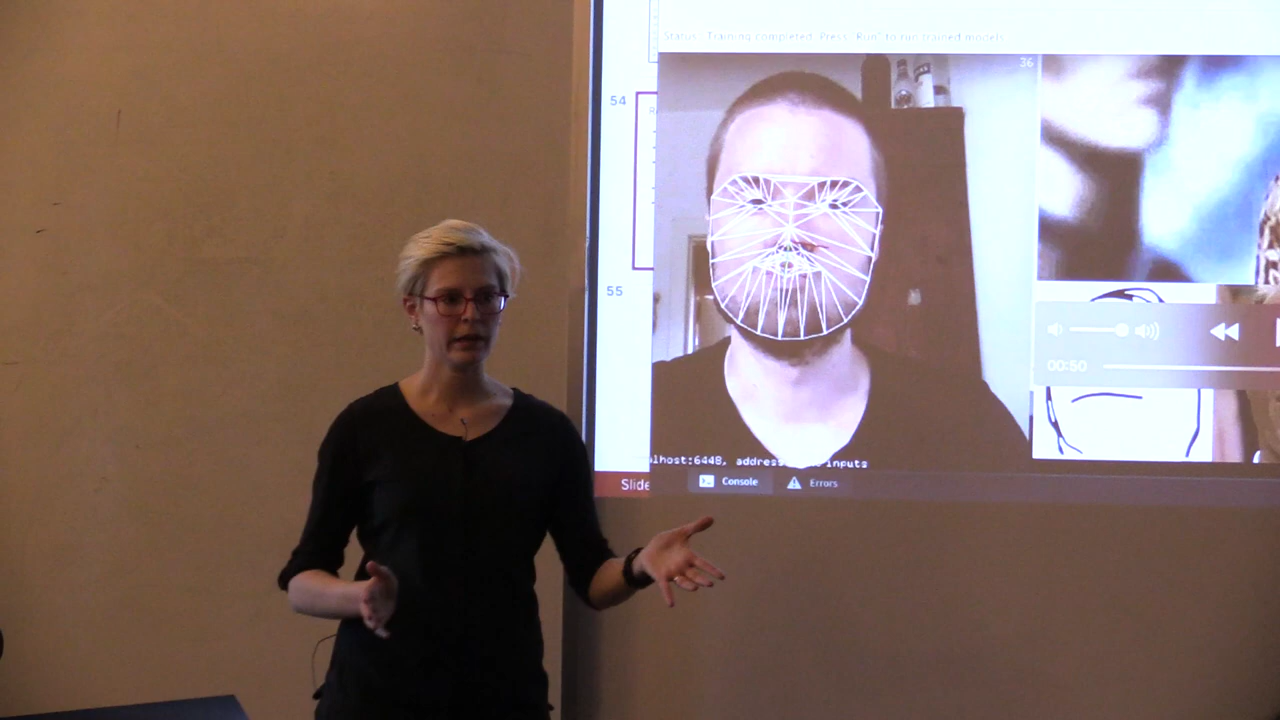 Status: Training completed. Press "Run" to run trained models
36
54
R
55
00:50
lhost:6448, address inputs
Console
Errors
Slide